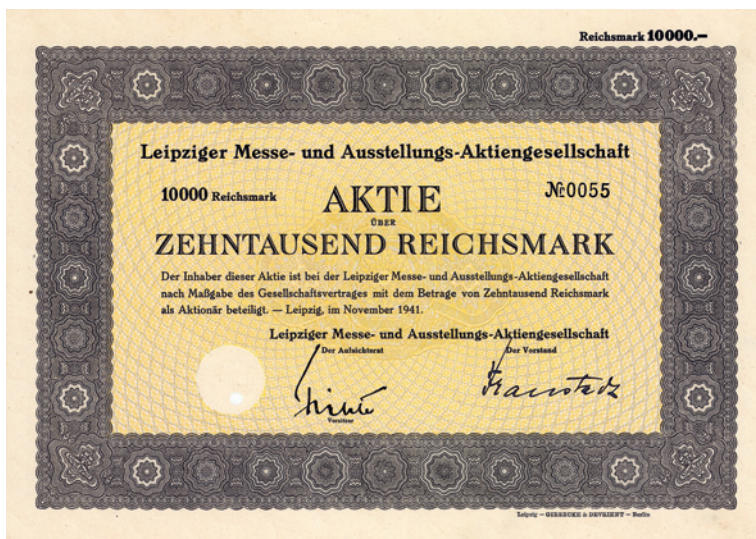 Reichsmark 10000.—
Leipziger Messe- und Ausstellungs-Aktiengesellschaft
10000 Reichsmark AKTIE № 0055
ÜBER
ZEHNTAUSEND REICHSMARK
Der Inhaber dieser Aktie ist bei der Leipziger Messe- und Ausstellungs-Aktiengesellschaft
nach Maßgabe des Gesellschaftsvertrages mit dem Betrage von Zehntausend Reichsmark
als Aktionär beteiligt. — Leipzig, im November 1941.
Leipziger Messe- und Ausstellungs-Aktiengesellschaft
Der Aufsichtsrat Der Vorstand
Vorsitzer
Leipzig — GIESECKE & DEVRIENT — Berlin